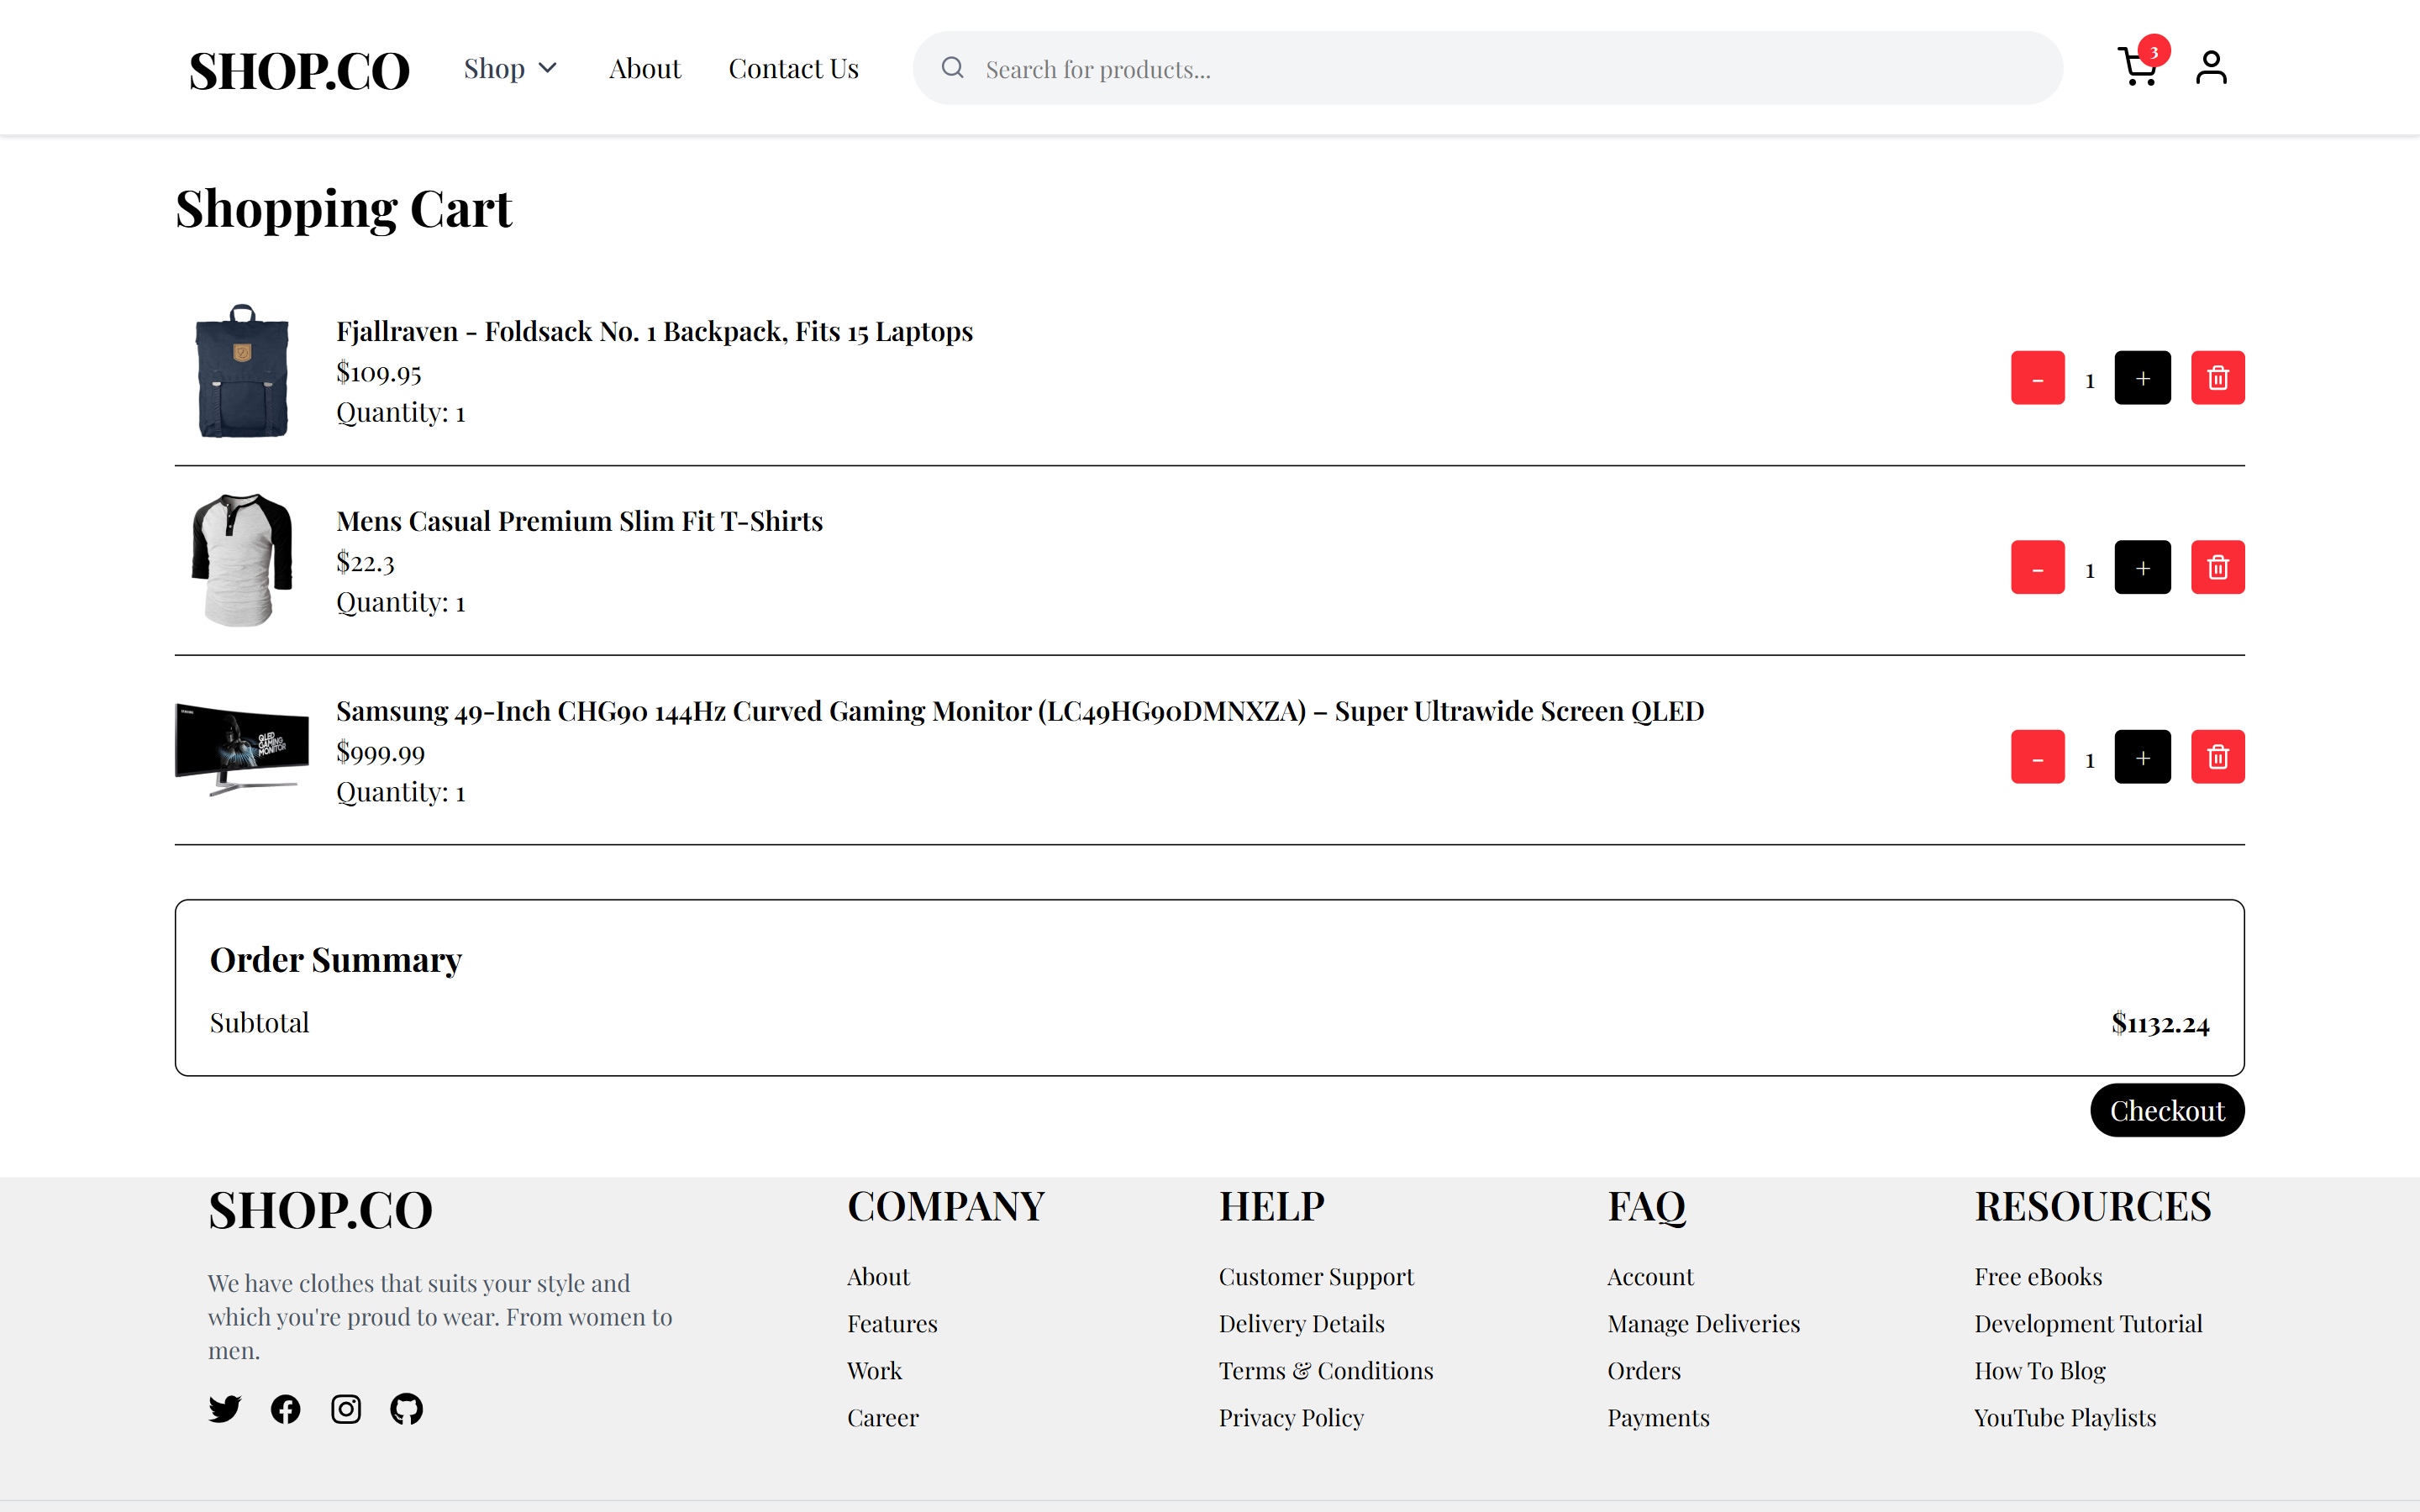 SHOP.CO Shop About Contact Us Search for products... 3
Shopping Cart
Fjallraven - Foldsack No. 1 Backpack, Fits 15 Laptops
$109.95
Quantity: 1
- 1 +
Mens Casual Premium Slim Fit T-Shirts
$22.3
Quantity: 1
- 1 +
SAMSUNG
QLED
GAMING
MONITOR
Samsung 49-Inch CHG90 144Hz Curved Gaming Monitor (LC49HG90DMNXZA) – Super Ultrawide Screen QLED
$999.99
Quantity: 1
- 1 +
Order Summary
Subtotal $1132.24
Checkout
SHOP.CO
We have clothes that suits your style and
which you're proud to wear. From women to
men.
COMPANY
About
Features
Work
Career
HELP
Customer Support
Delivery Details
Terms & Conditions
Privacy Policy
FAQ
Account
Manage Deliveries
Orders
Payments
RESOURCES
Free eBooks
Development Tutorial
How To Blog
YouTube Playlists